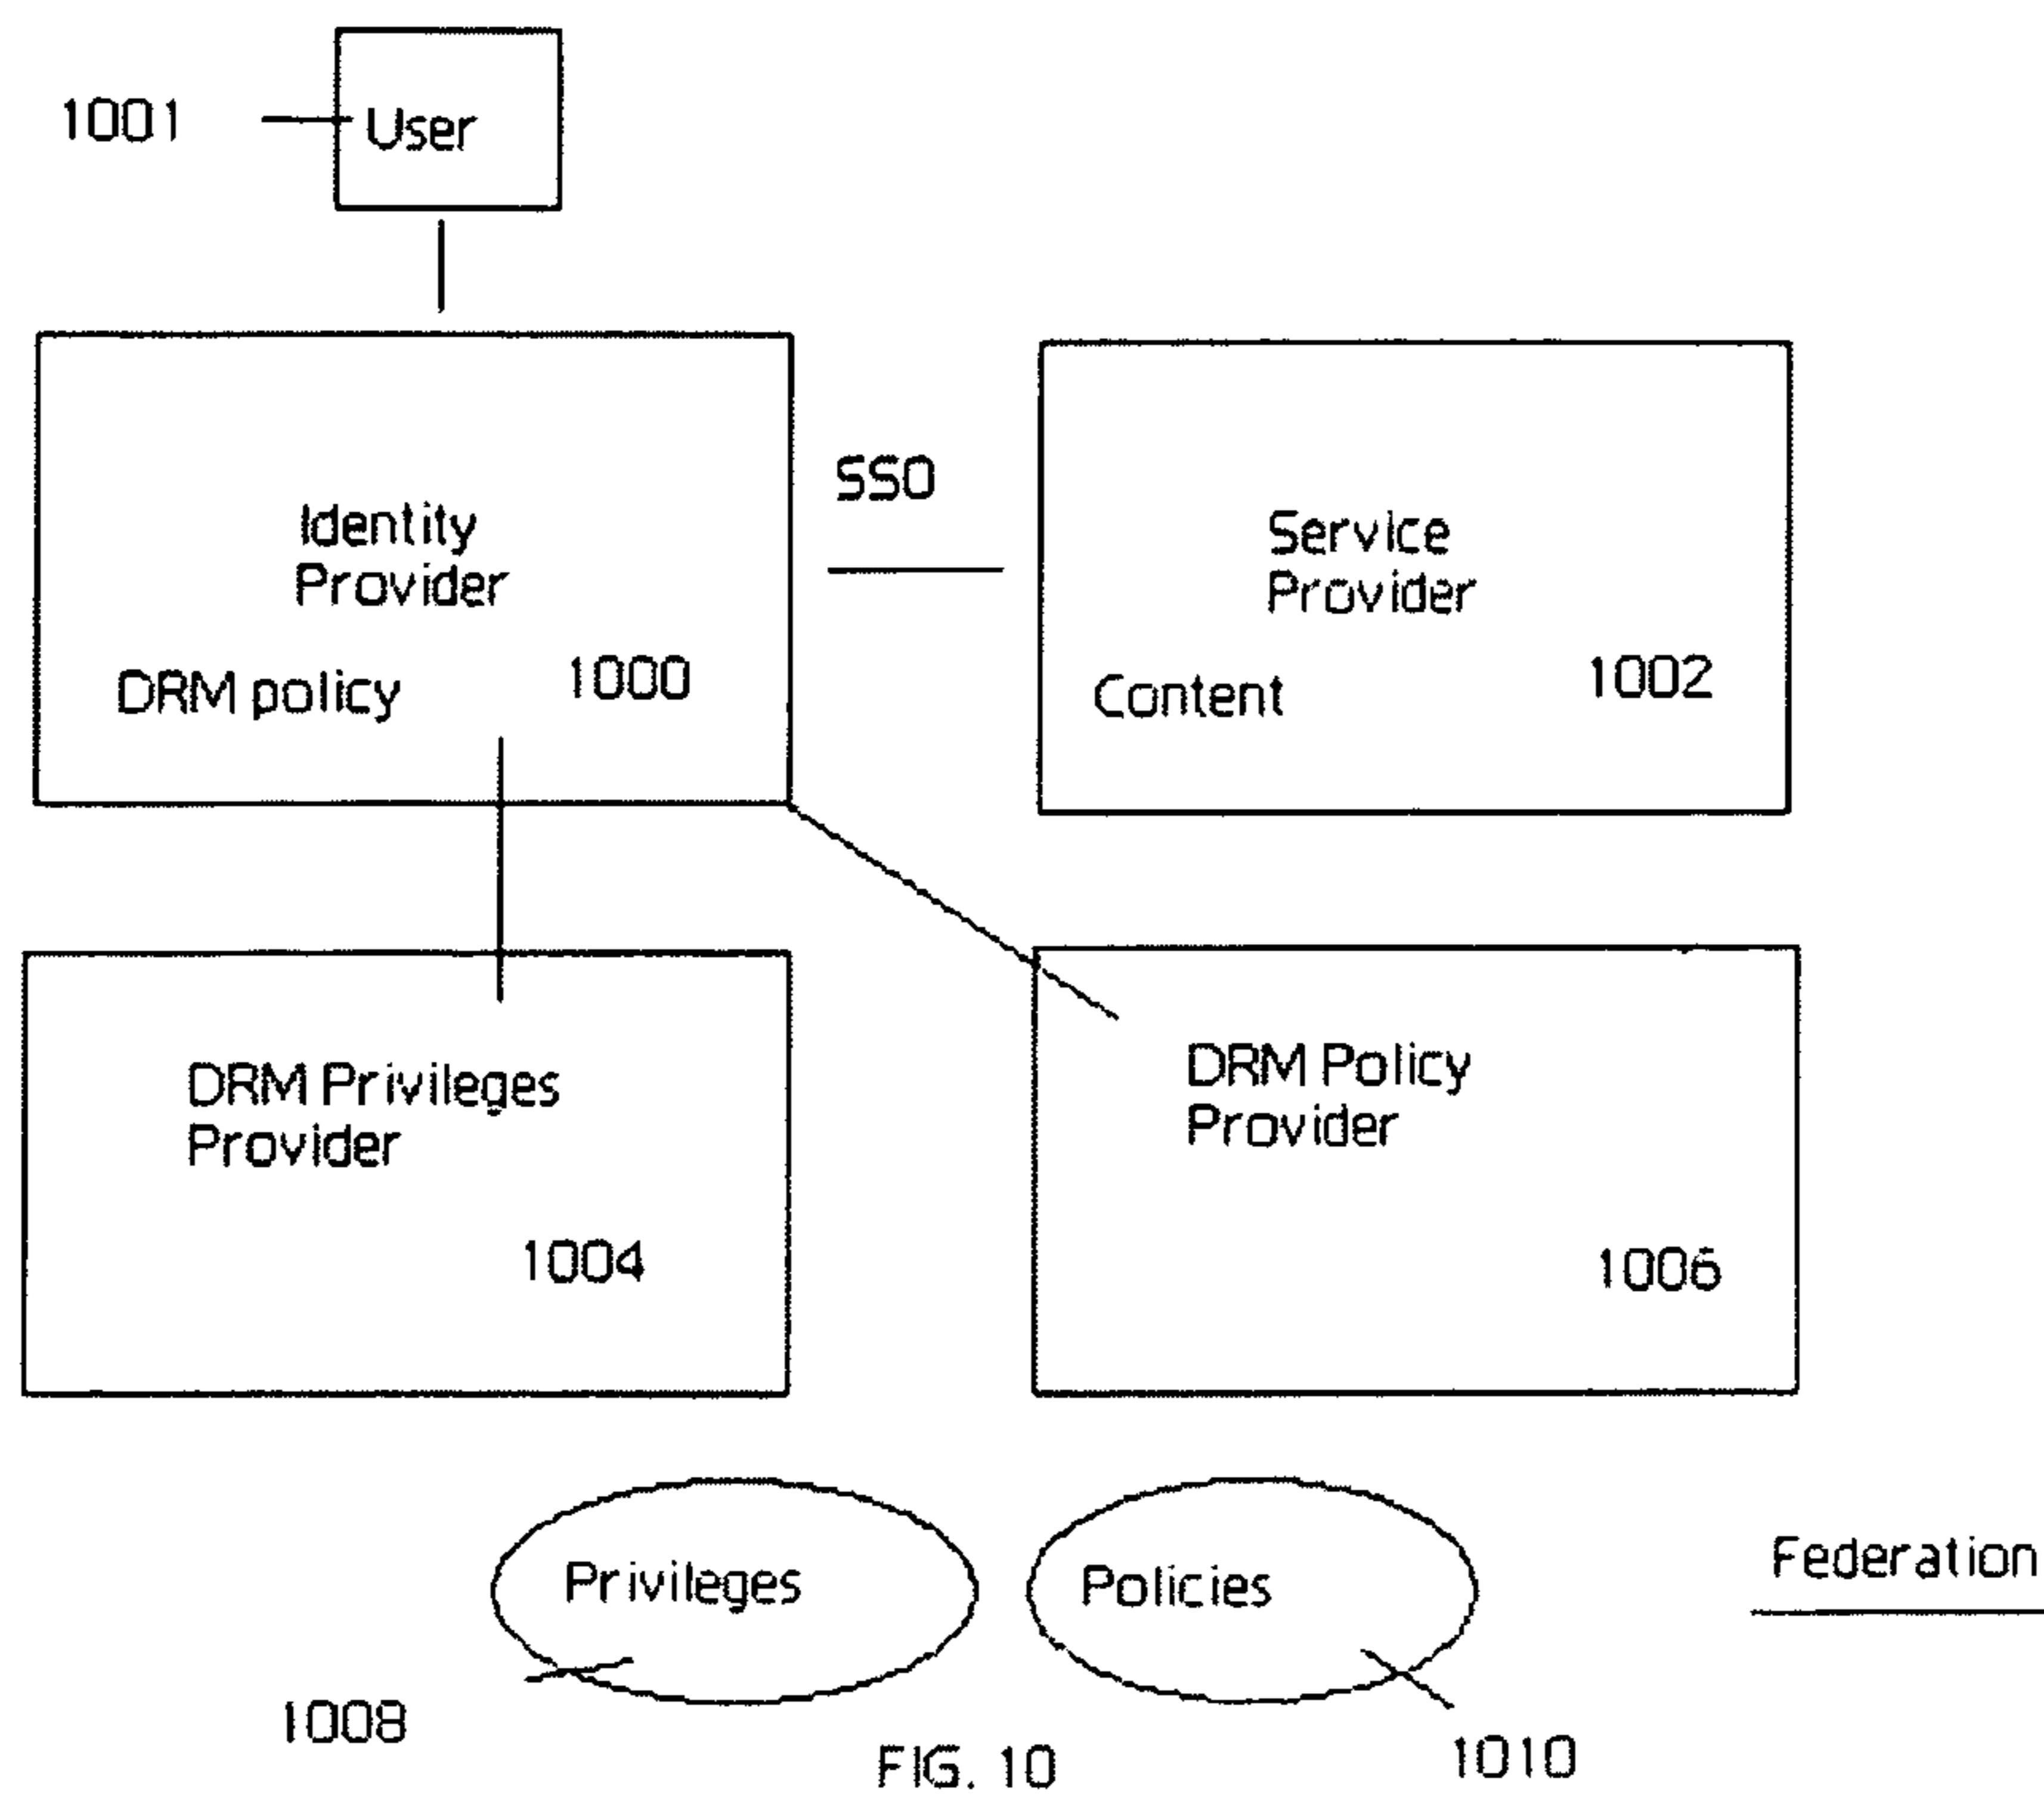 1001
User
SSO
Identity
Provider
DRM policy
1000
Service
Provider
Content
1002
DRM Privileges
Provider
1004
DRM Policy
Provider
1006
Privileges
Policies
Federation
1008
1010
FIG. 10